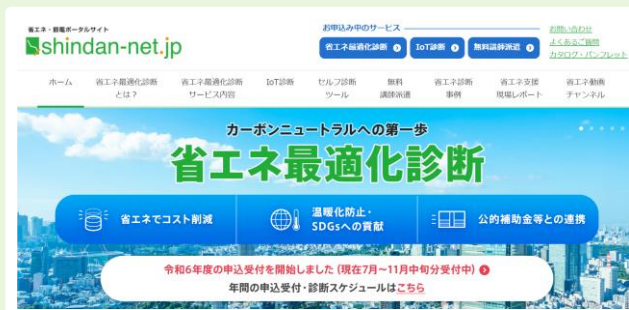 省エネ・節電ポータルサイト
shindan-net.jp
お申込み中のサービス
省エネ最適化診断
IoT診断
無料講師派遣
お問い合わせ
よくあるご質問
カタログ・パンフレット
ホーム
省エネ最適化診断
とは？
省エネ最適化診断
サービス内容
IoT診断
セルフ診断
ツール
無料
講師派遣
省エネ診断
事例
省エネ支援
現場レポート
省エネ動画
チャンネル
カーボンニュートラルへの第一歩
省エネ最適化診断
省エネでコスト削減
温暖化防止・
SDGsへの貢献
公的補助金等との連携
令和6年度の申込受付を開始しました (現在7月～11月中旬分受付中)
年間の申込受付・診断スケジュールはこちら